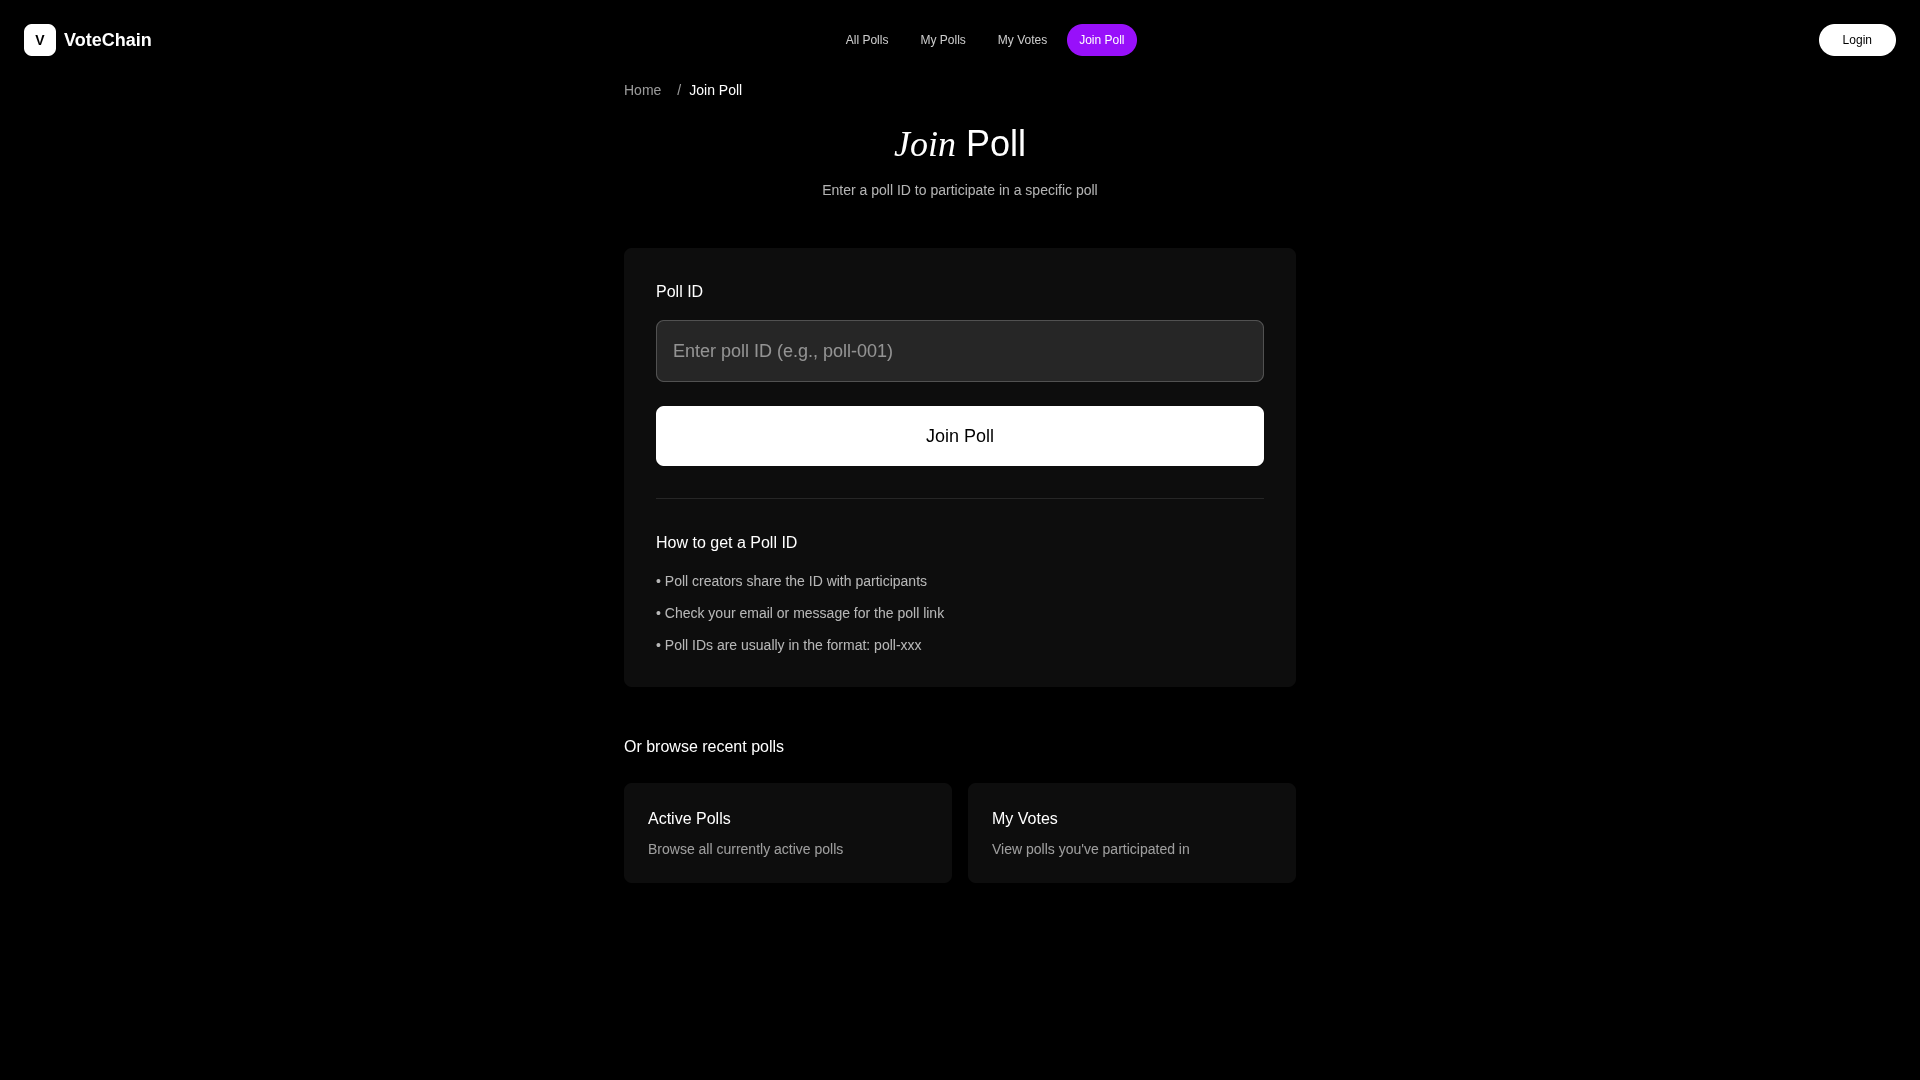 V VoteChain
All Polls My Polls My Votes Join Poll
Login
Home / Join Poll
Join Poll
Enter a poll ID to participate in a specific poll
Poll ID
Enter poll ID (e.g., poll-001)
Join Poll
How to get a Poll ID
• Poll creators share the ID with participants
• Check your email or message for the poll link
• Poll IDs are usually in the format: poll-xxx
Or browse recent polls
Active Polls
Browse all currently active polls
My Votes
View polls you've participated in